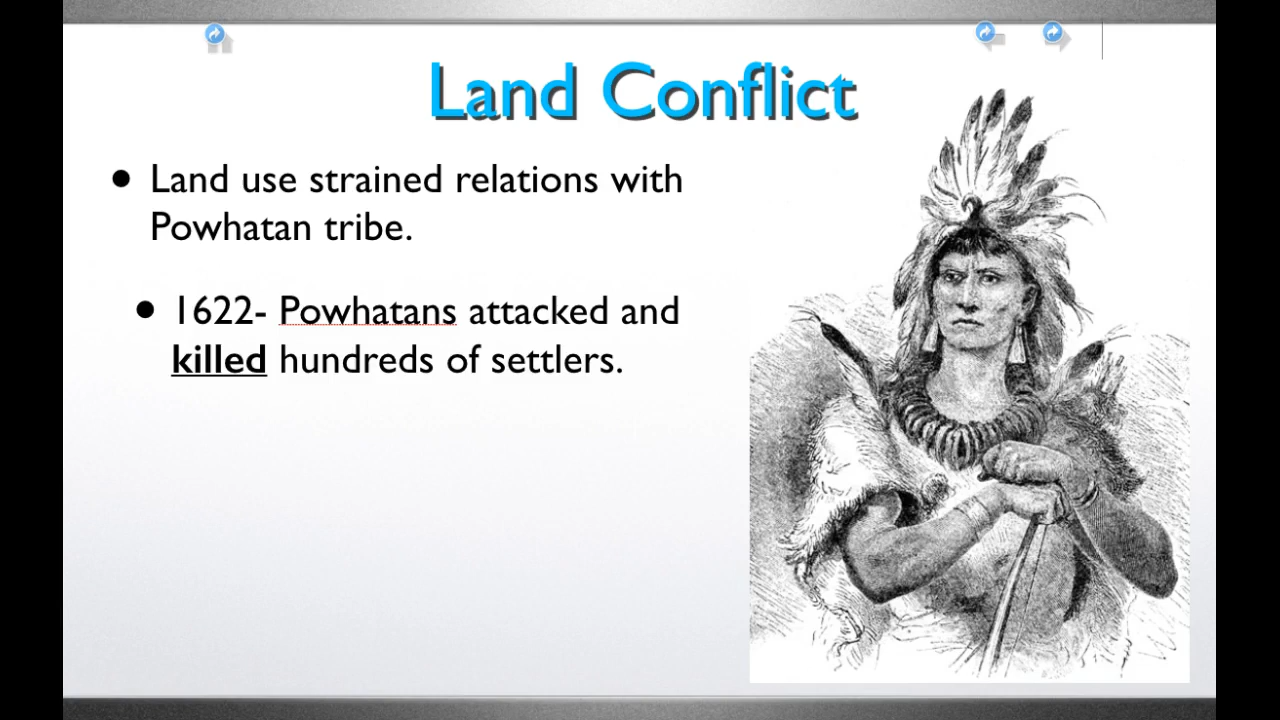 Land Conflict
• Land use strained relations with
Powhatan tribe.
• 1622- Powhatans attacked and
killed hundreds of settlers.